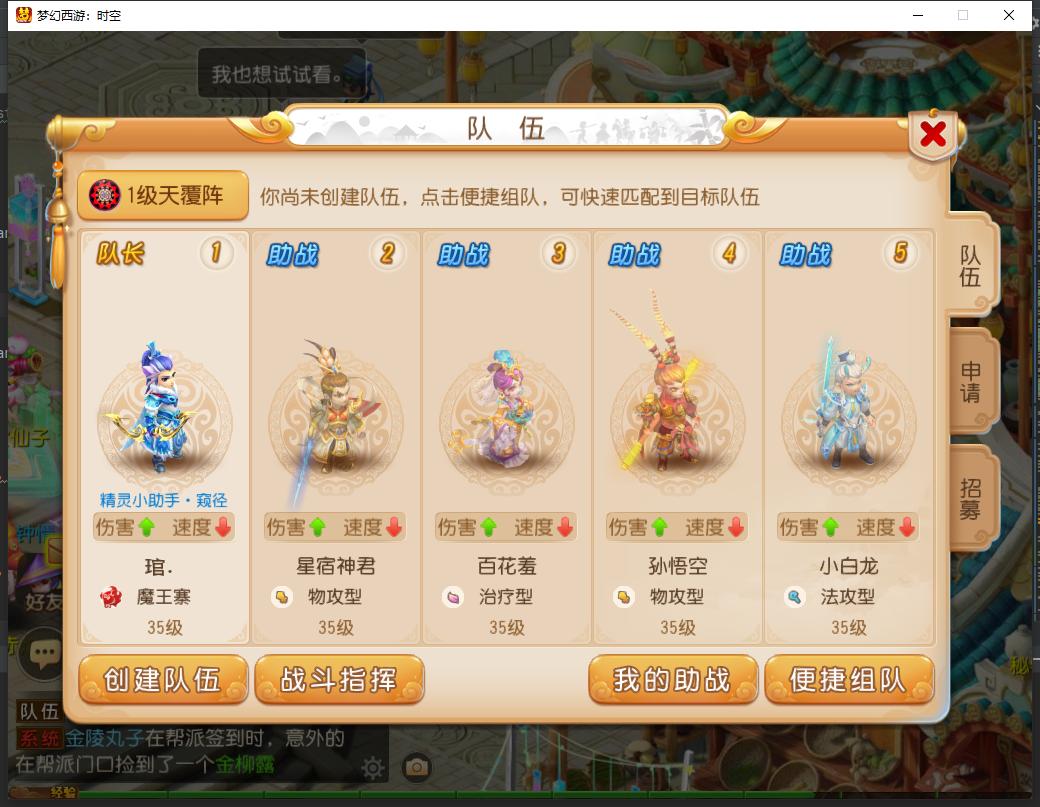 梦幻西游：时空
我也想试试看。
队 伍
1级天覆阵
你尚未创建队伍，点击便捷组队，可快速匹配到目标队伍
队长 1
助战 2
助战 3
助战 4
助战 5
队伍
申请
招募
精灵小助手·窥径
伤害 速度
伤害 速度
伤害 速度
伤害 速度
伤害 速度
琯.
星宿神君
百花羞
孙悟空
小白龙
魔王寨
物攻型
治疗型
物攻型
法攻型
35级
35级
35级
35级
35级
创建队伍
战斗指挥
我的助战
便捷组队
仙子
钟情
好友
秘
队伍
系统 金陵丸子在帮派签到时，意外的
在帮派门口捡到了一个金柳露
经验